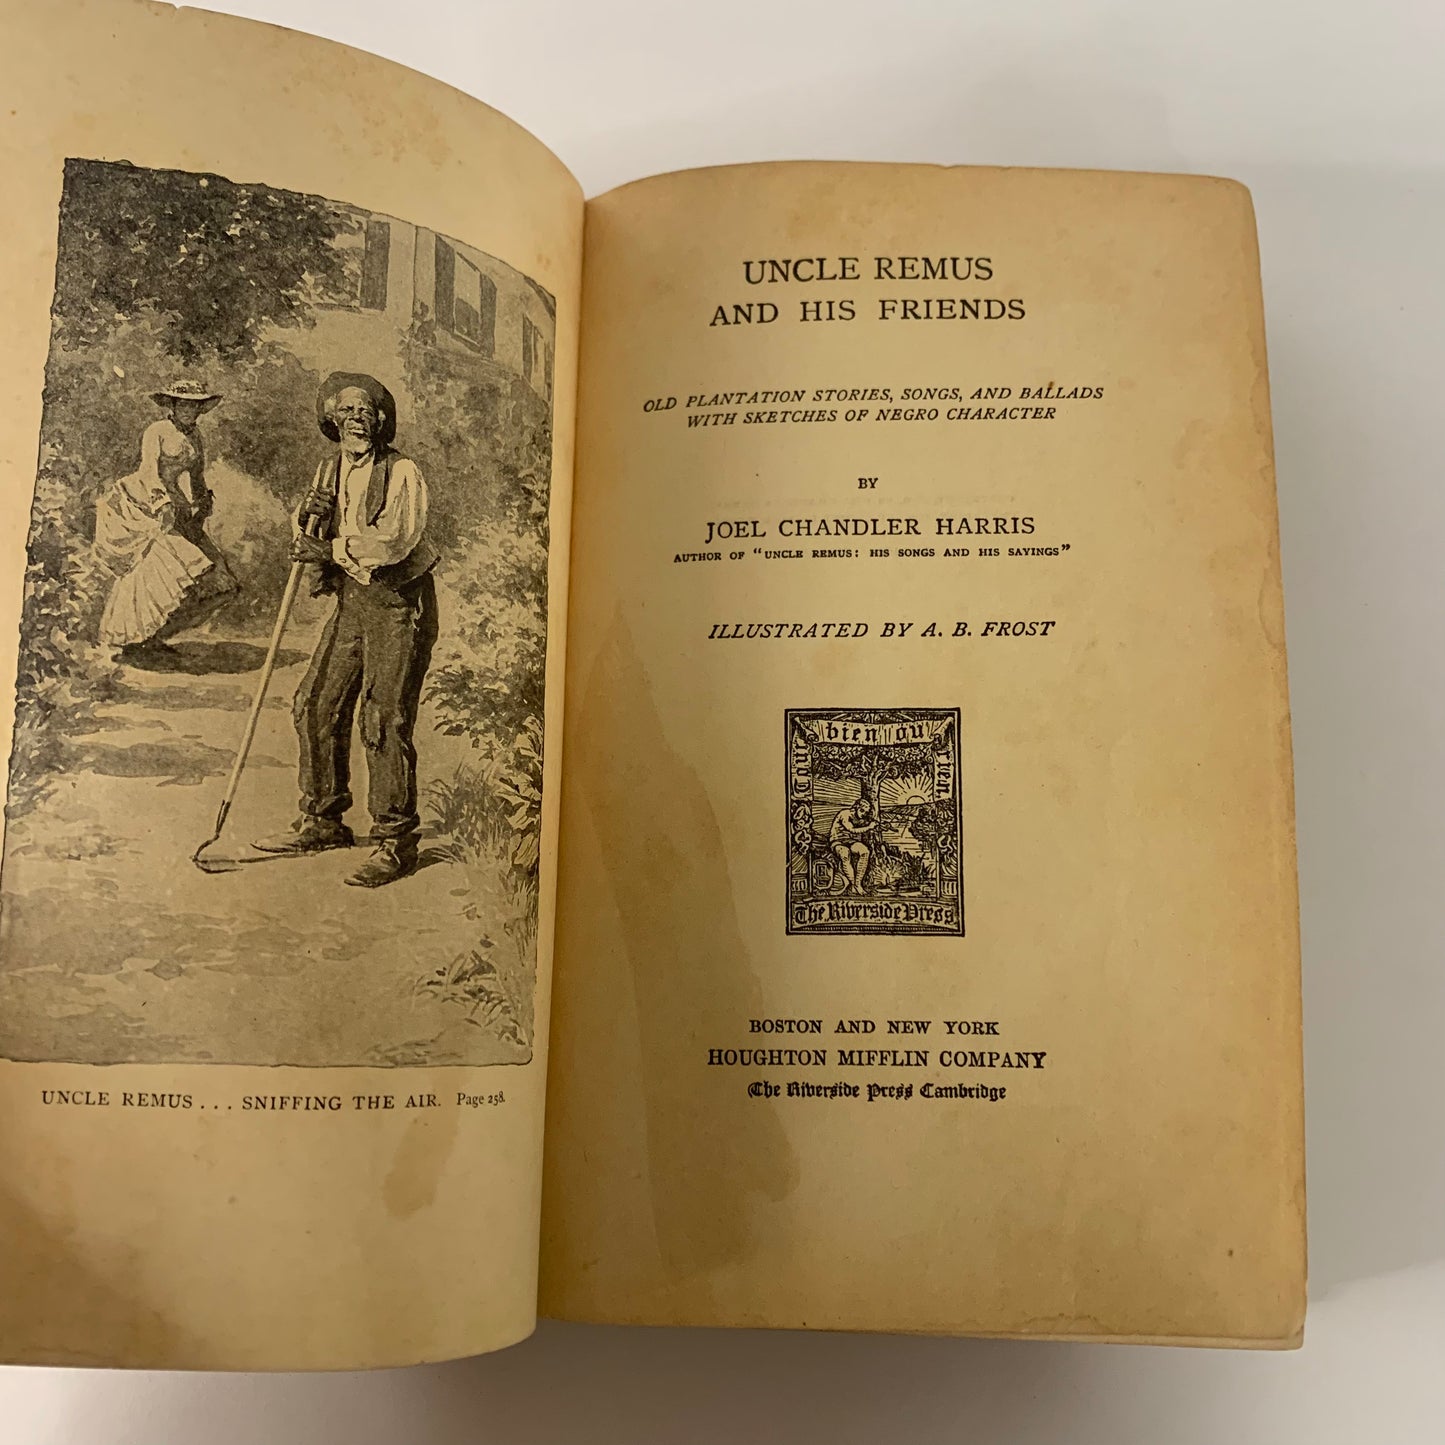 UNCLE REMUS ... SNIFFING THE AIR. Page 258.
UNCLE REMUS
AND HIS FRIENDS
OLD PLANTATION STORIES, SONGS, AND BALLADS
WITH SKETCHES OF NEGRO CHARACTER
BY
JOEL CHANDLER HARRIS
AUTHOR OF "UNCLE REMUS: HIS SONGS AND HIS SAYINGS"
ILLUSTRATED BY A. B. FROST
Tout bien ou rien.
The Riverside Press
BOSTON AND NEW YORK
HOUGHTON MIFFLIN COMPANY
The Riverside Press Cambridge